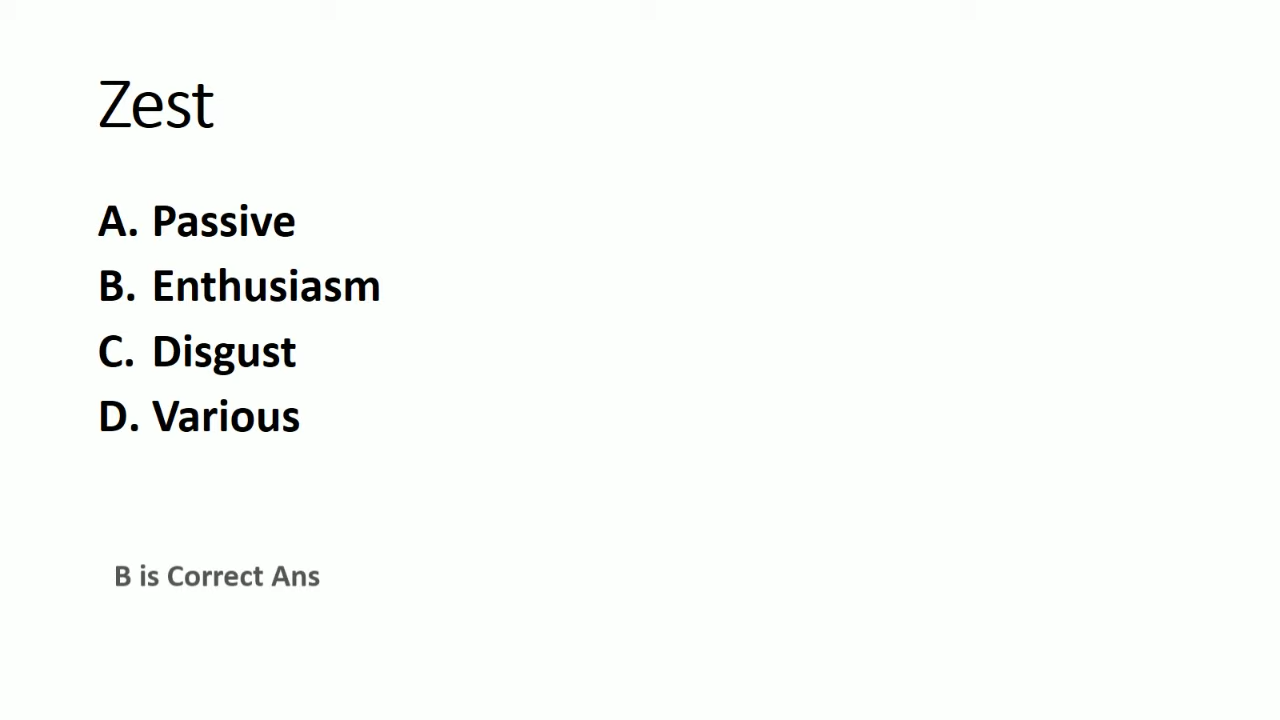 Zest
A. Passive
B. Enthusiasm
C. Disgust
D. Various
B is Correct Ans